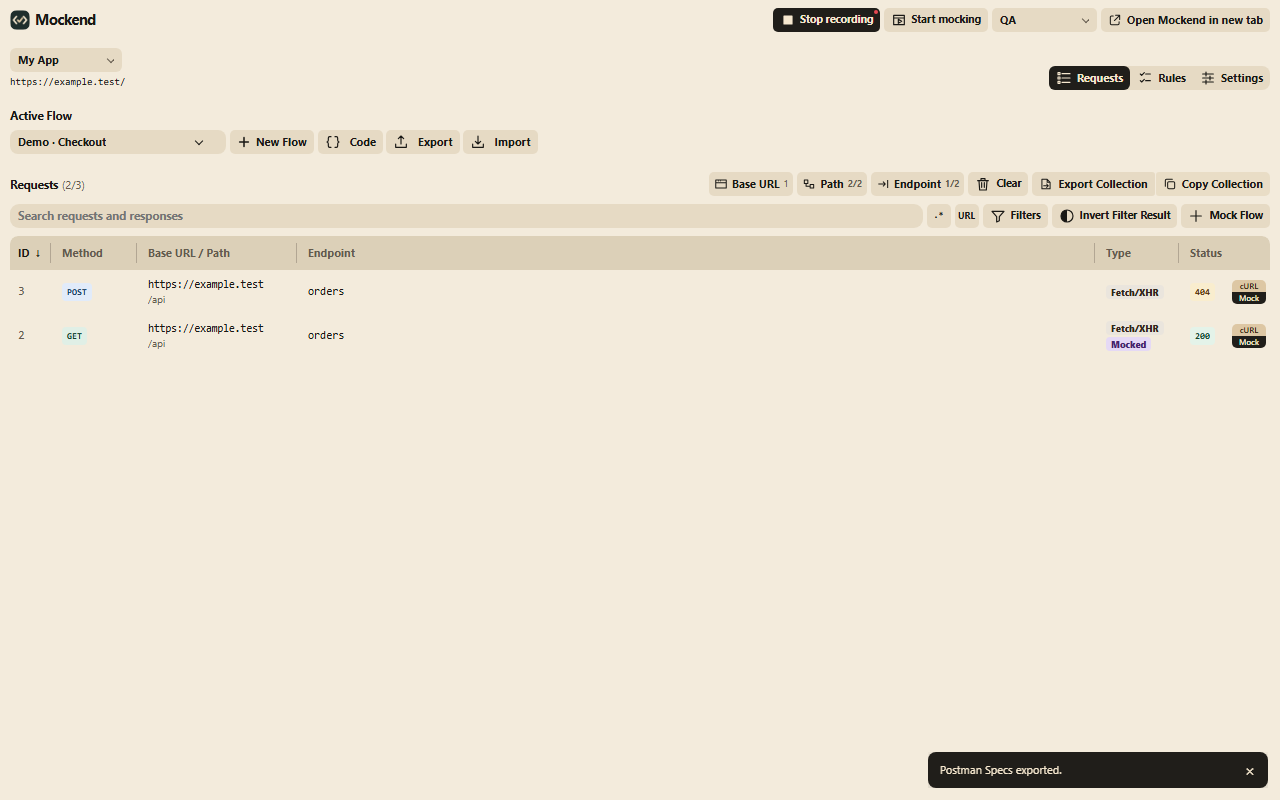 Mockend
Stop recording
Start mocking
QA
Open Mockend in new tab
My App
https://example.test/
Requests
Rules
Settings
Active Flow
Demo · Checkout
New Flow
{} Code
Export
Import
Requests (2/3)
Base URL 1
Path 2/2
Endpoint 1/2
Clear
Export Collection
Copy Collection
Search requests and responses
.*
URL
Filters
Invert Filter Result
Mock Flow
ID ↓
Method
Base URL / Path
Endpoint
Type
Status
3
POST
https://example.test
/api
orders
Fetch/XHR
404
cURL
Mock
2
GET
https://example.test
/api
orders
Fetch/XHR
Mocked
200
cURL
Mock
Postman Specs exported.